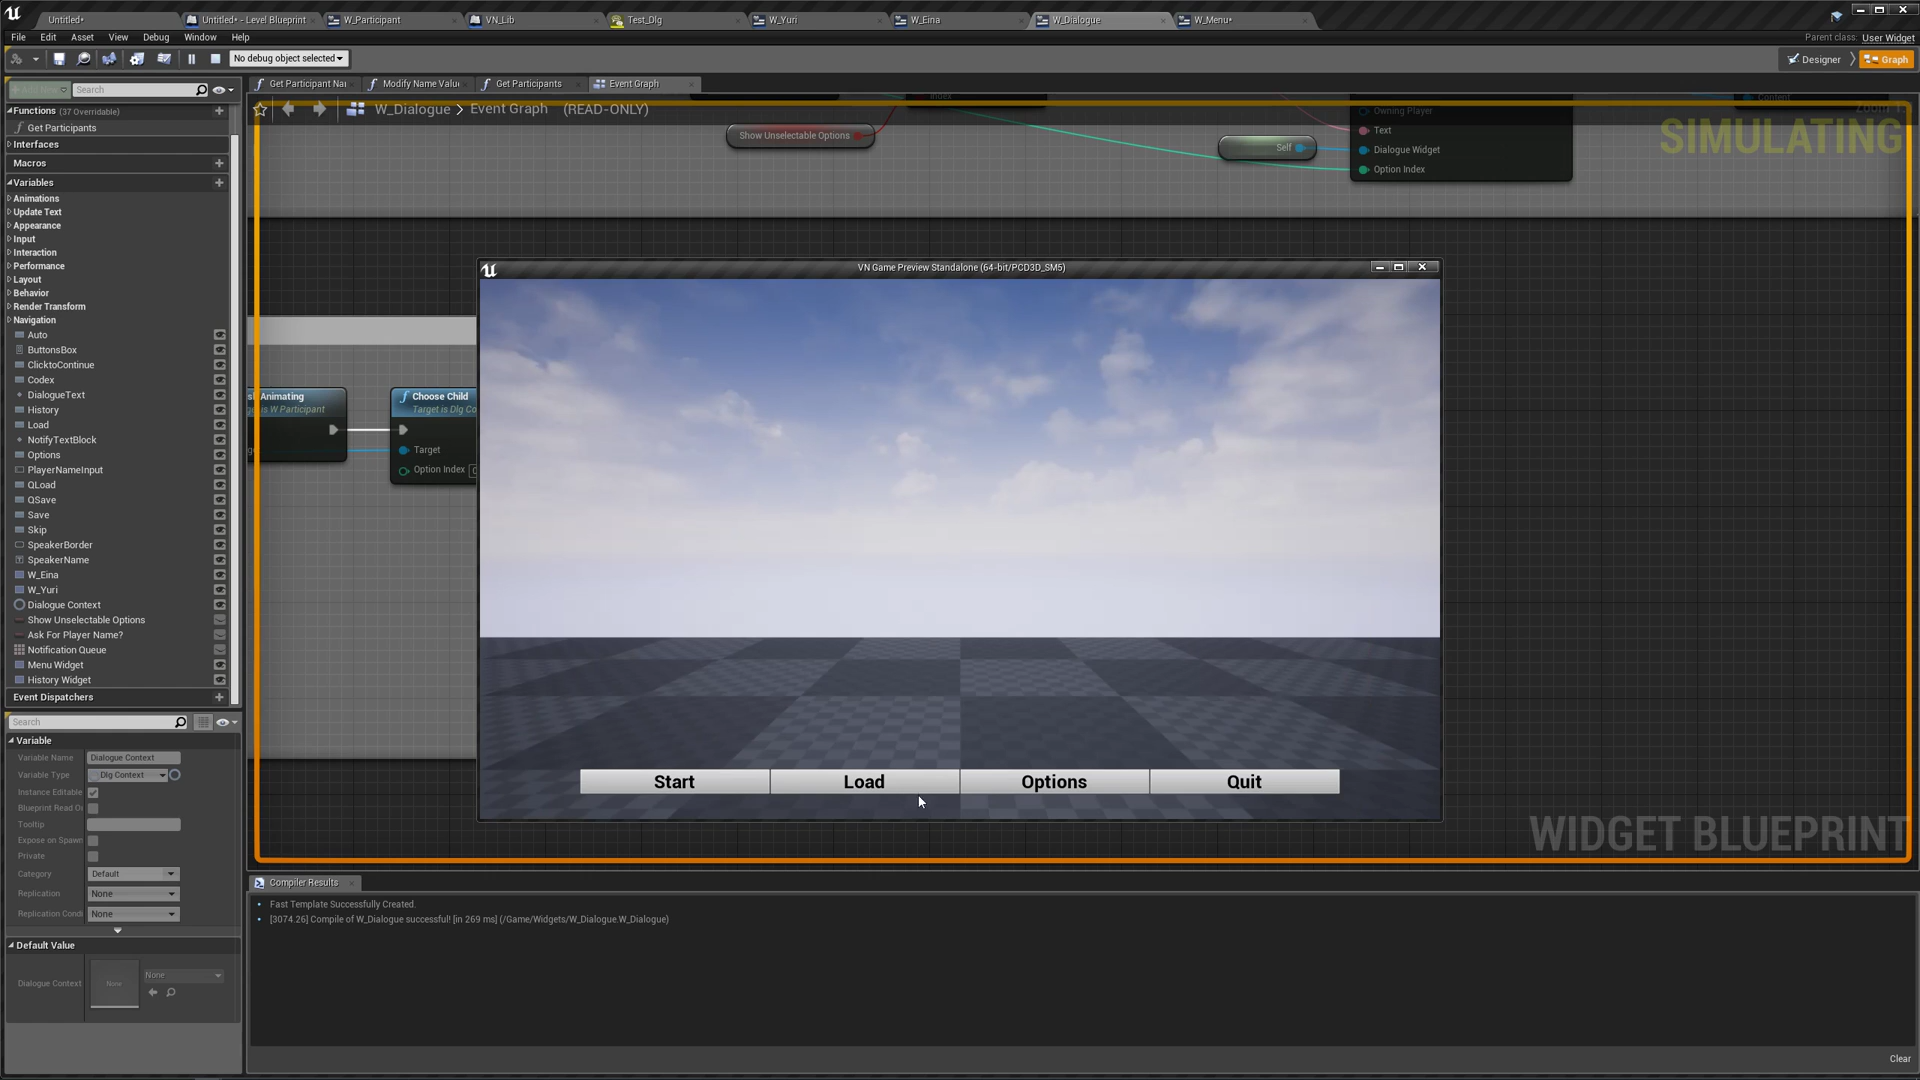 Untitled*
Untitled* - Level Blueprint
W_Participant
VN_Lib
Test_Dlg
W_Yuri
W_Eina
W_Dialogue
W_Menu*
File Edit Asset View Debug Window Help
Parent class: User Widget
No debug object selected
Designer
Graph
Add New
Search
Get Participant Na
Modify Name Value
Get Participants
Event Graph
W_Dialogue > Event Graph (READ-ONLY)
Zoom 1:
SIMULATING
Functions (37 Overridable)
Get Participants
Interfaces
Macros
Variables
Animations
Update Text
Appearance
Input
Interaction
Performance
Layout
Behavior
Render Transform
Navigation
Auto
ButtonsBox
ClicktoContinue
Codex
DialogueText
History
Load
NotifyTextBlock
Options
PlayerNameInput
QLoad
QSave
Save
Skip
SpeakerBorder
SpeakerName
W_Eina
W_Yuri
Dialogue Context
Show Unselectable Options
Ask For Player Name?
Notification Queue
Menu Widget
History Widget
Event Dispatchers
Index
Show Unselectable Options
Self
Owning Player
Text
Dialogue Widget
Option Index
Content
Animating
is W Participant
Choose Child
Target is Dlg Co
Target
Option Index
VN Game Preview Standalone (64-bit/PCD3D_SM5)
Start
Load
Options
Quit
WIDGET BLUEPRINT
Search
Variable
Variable Name Dialogue Context
Variable Type Dlg Context
Instance Editable
Blueprint Read O
Tooltip
Expose on Spawn
Private
Category Default
Replication None
Replication Condi None
Default Value
Dialogue Context None None
Compiler Results
Fast Template Successfully Created.
[3074.26] Compile of W_Dialogue successful! [in 269 ms] (/Game/Widgets/W_Dialogue.W_Dialogue)
Clear